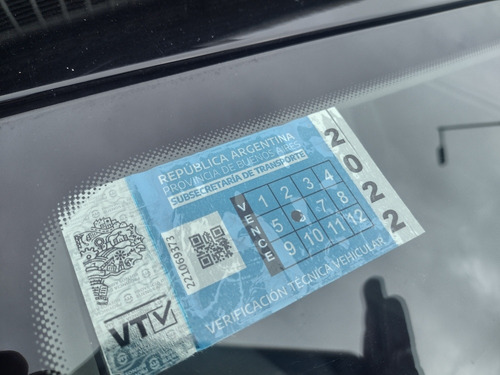 REPÚBLICA ARGENTINA
PROVINCIA DE BUENOS AIRES
SUBSECRETARÍA DE TRANSPORTE
VENCE
1 2 3 4
5 7 8
9 10 11 12
2022
221069373
VTV
VERIFICACIÓN TÉCNICA VEHICULAR